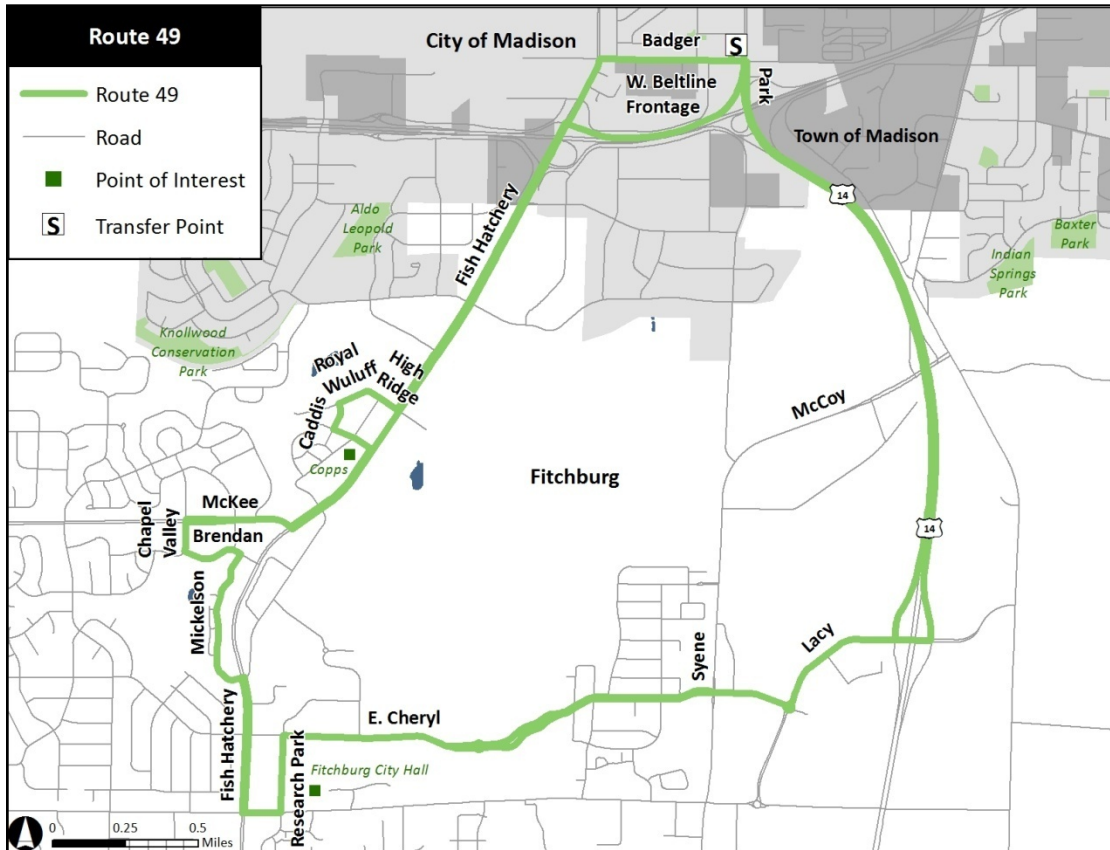 Route 49
Route 49
Road
Point of Interest
S Transfer Point
City of Madison
Badger
S
W. Beltline
Frontage
Park
Town of Madison
14
Fish Hatchery
Aldo
Leopold
Park
Baxter
Park
Indian
Springs
Park
Knollwood
Conservation
Park
Royal
Wuluff
High
Ridge
Caddis
McCoy
Copps
Fitchburg
McKee
Chapel
Valley
Brendan
14
Mickelson
Lacy
Syene
E. Cheryl
Fish Hatchery
Research Park
Fitchburg City Hall
0 0.25 0.5
Miles